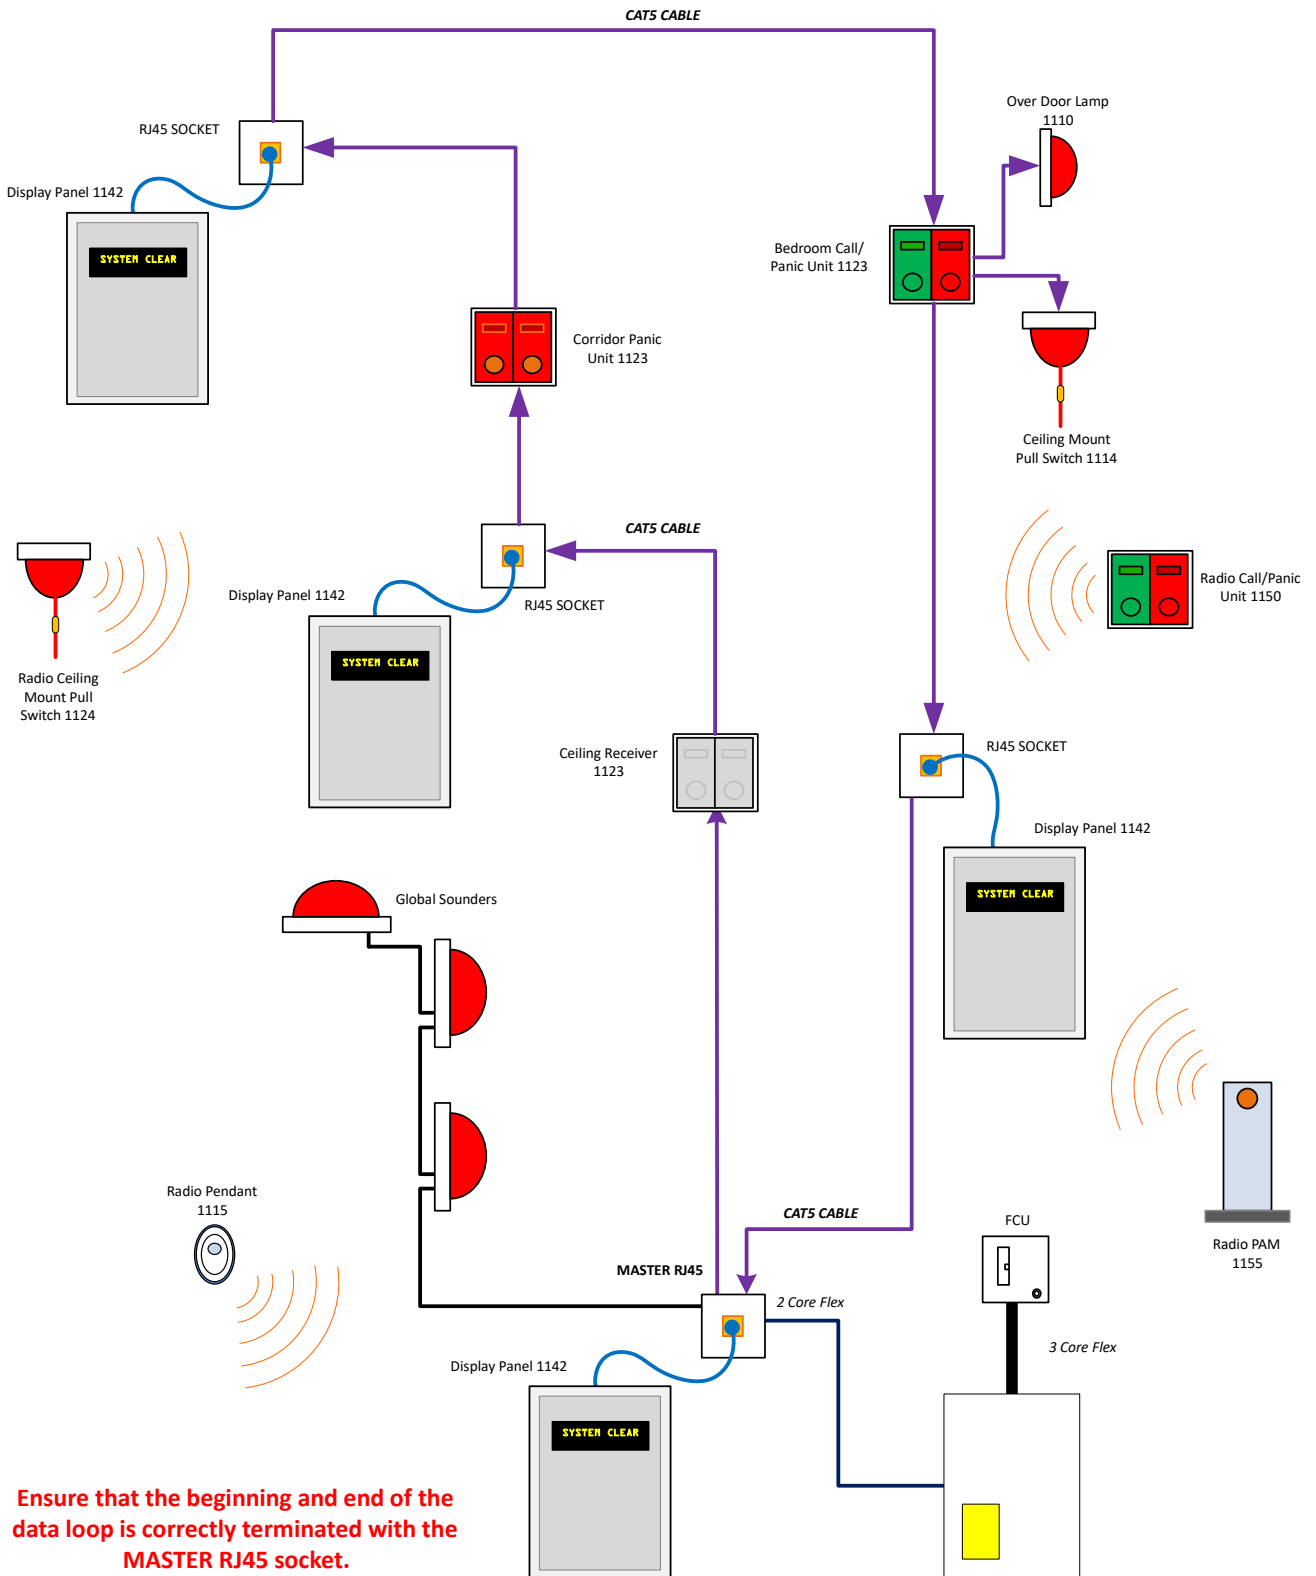 CAT5 CABLE
Over Door Lamp
1110
RJ45 SOCKET
Display Panel 1142
SYSTEM CLEAR
Bedroom Call/
Panic Unit 1123
Corridor Panic
Unit 1123
Ceiling Mount
Pull Switch 1114
CAT5 CABLE
Radio Call/Panic
Unit 1150
Display Panel 1142
RJ45 SOCKET
SYSTEM CLEAR
Radio Ceiling
Mount Pull
Switch 1124
Ceiling Receiver
1123
RJ45 SOCKET
Display Panel 1142
SYSTEM CLEAR
Global Sounders
Radio Pendant
1115
CAT5 CABLE
FCU
Radio PAM
1155
MASTER RJ45
2 Core Flex
3 Core Flex
Display Panel 1142
SYSTEM CLEAR
Ensure that the beginning and end of the
data loop is correctly terminated with the
MASTER RJ45 socket.